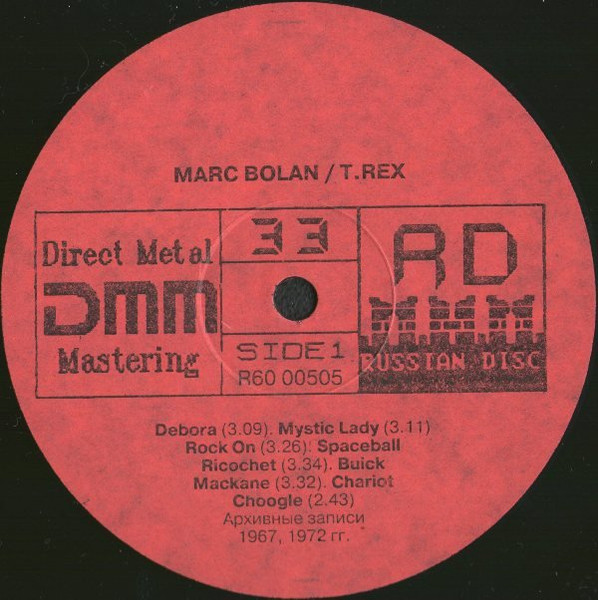 MARC BOLAN / T.REX
Direct Metal
DMM
Mastering
33
SIDE 1
R60 00505
RD
RUSSIAN DISC
Debora (3.09). Mystic Lady (3.11)
Rock On (3.26). Spaceball
Ricochet (3.34). Buick
Mackane (3.32). Chariot
Choogle (2.43)
Архивные записи
1967, 1972 гг.